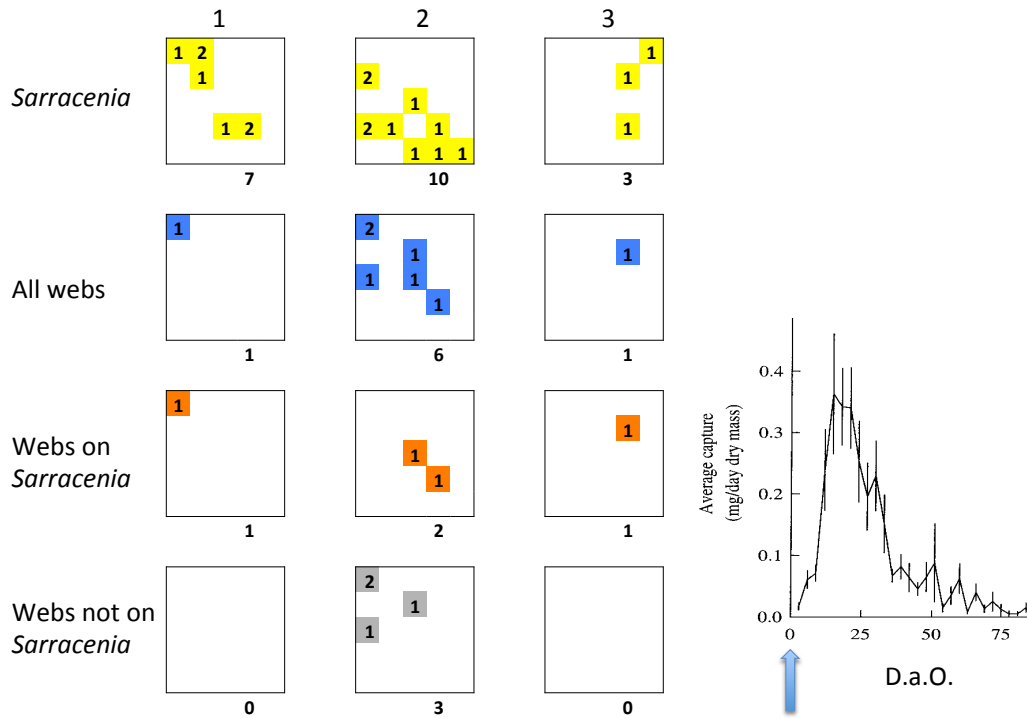 1 2 3
Sarracenia
1 2
1
1 2
7
2
1
2 1 1
1 1 1
10
1
1
1
3
All webs
1
1
2
1
1 1
1
6
1
1
Webs on
Sarracenia
1
1
1
1
2
1
1
Webs not on
Sarracenia
0
2
1
1
3
0
Average capture
(mg/day dry mass)
0.4
0.3
0.2
0.1
0.0
0 25 50 75
D.a.O.